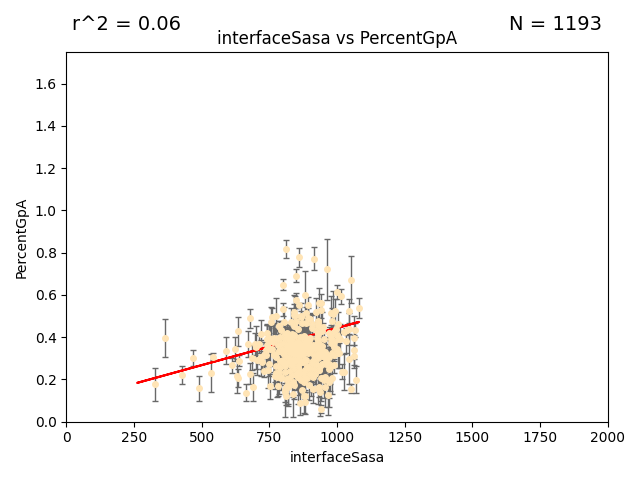 r^2 = 0.06
N = 1193
interfaceSasa vs PercentGpA
PercentGpA
1.6
1.4
1.2
1.0
0.8
0.6
0.4
0.2
0.0
0 250 500 750 1000 1250 1500 1750 2000
interfaceSasa